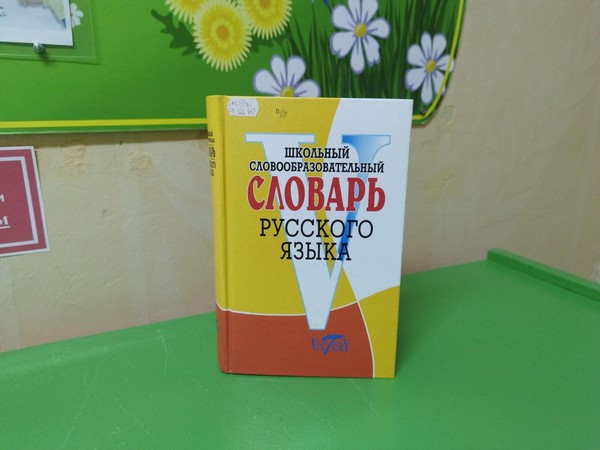 ШКОЛЬНЫЙ
СЛОВООБРАЗОВАТЕЛЬНЫЙ
СЛОВАРЬ
РУССКОГО
ЯЗЫКА